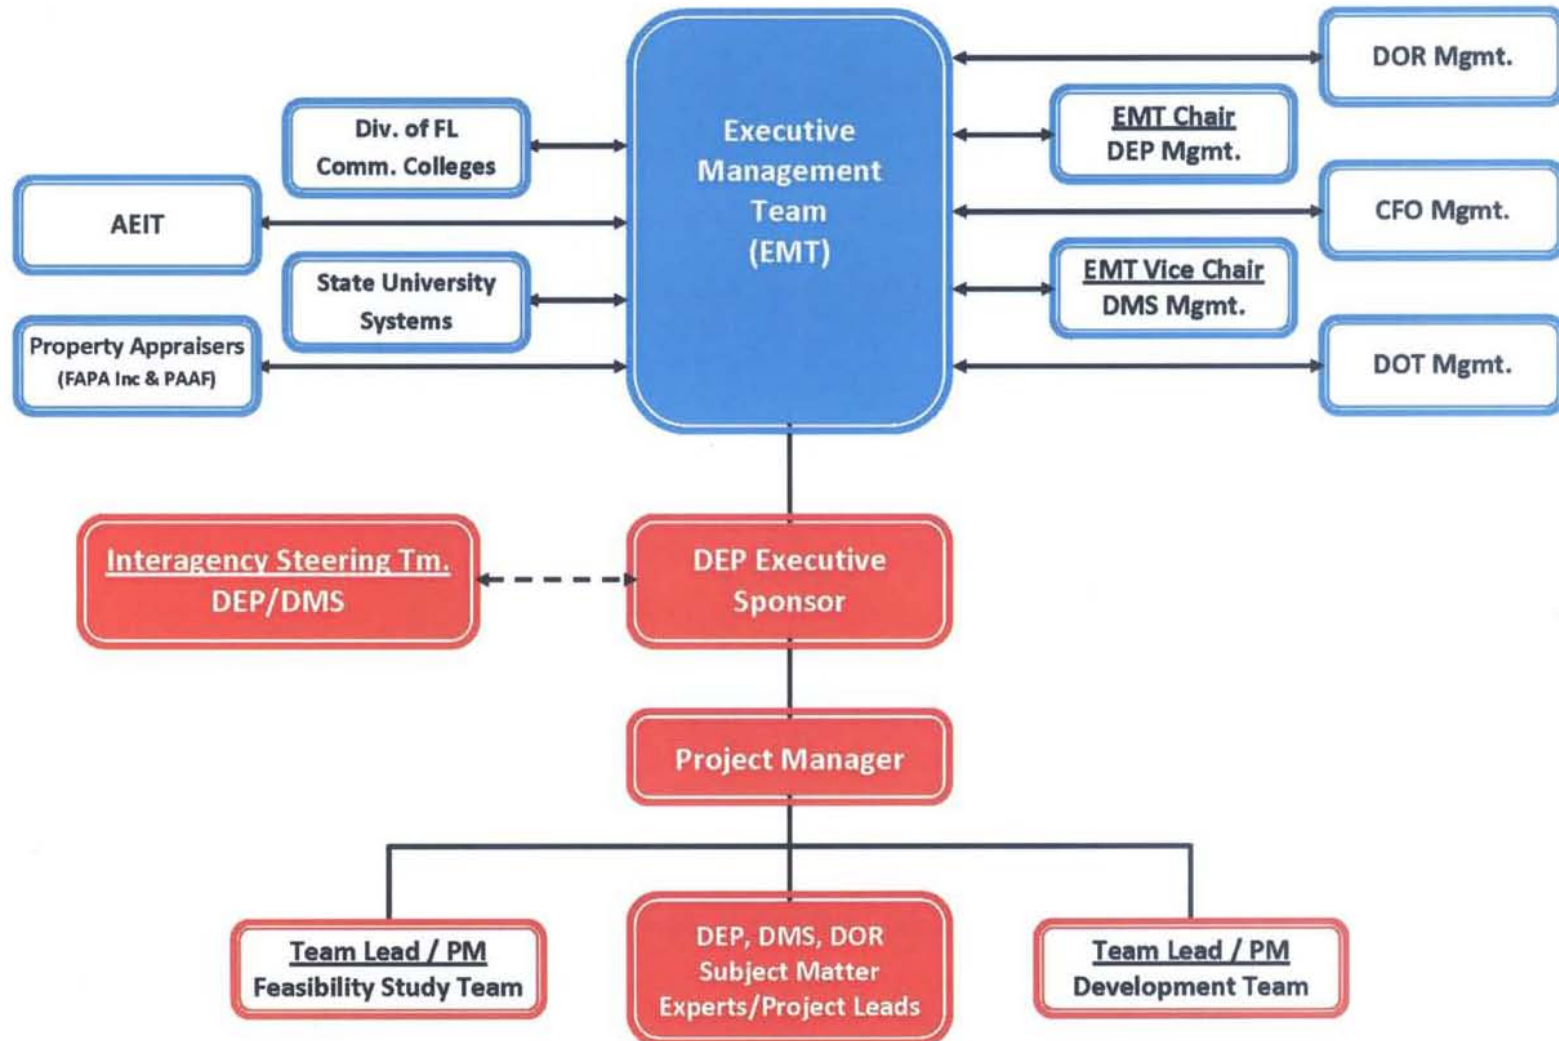 Executive
Management
Team
(EMT)
Div. of FL
Comm. Colleges
AEIT
State University
Systems
Property Appraisers
(FAPA Inc & PAAF)
DOR Mgmt.
EMT Chair
DEP Mgmt.
CFO Mgmt.
EMT Vice Chair
DMS Mgmt.
DOT Mgmt.
Interagency Steering Tm.
DEP/DMS
DEP Executive
Sponsor
Project Manager
Team Lead / PM
Feasibility Study Team
DEP, DMS, DOR
Subject Matter
Experts/Project Leads
Team Lead / PM
Development Team